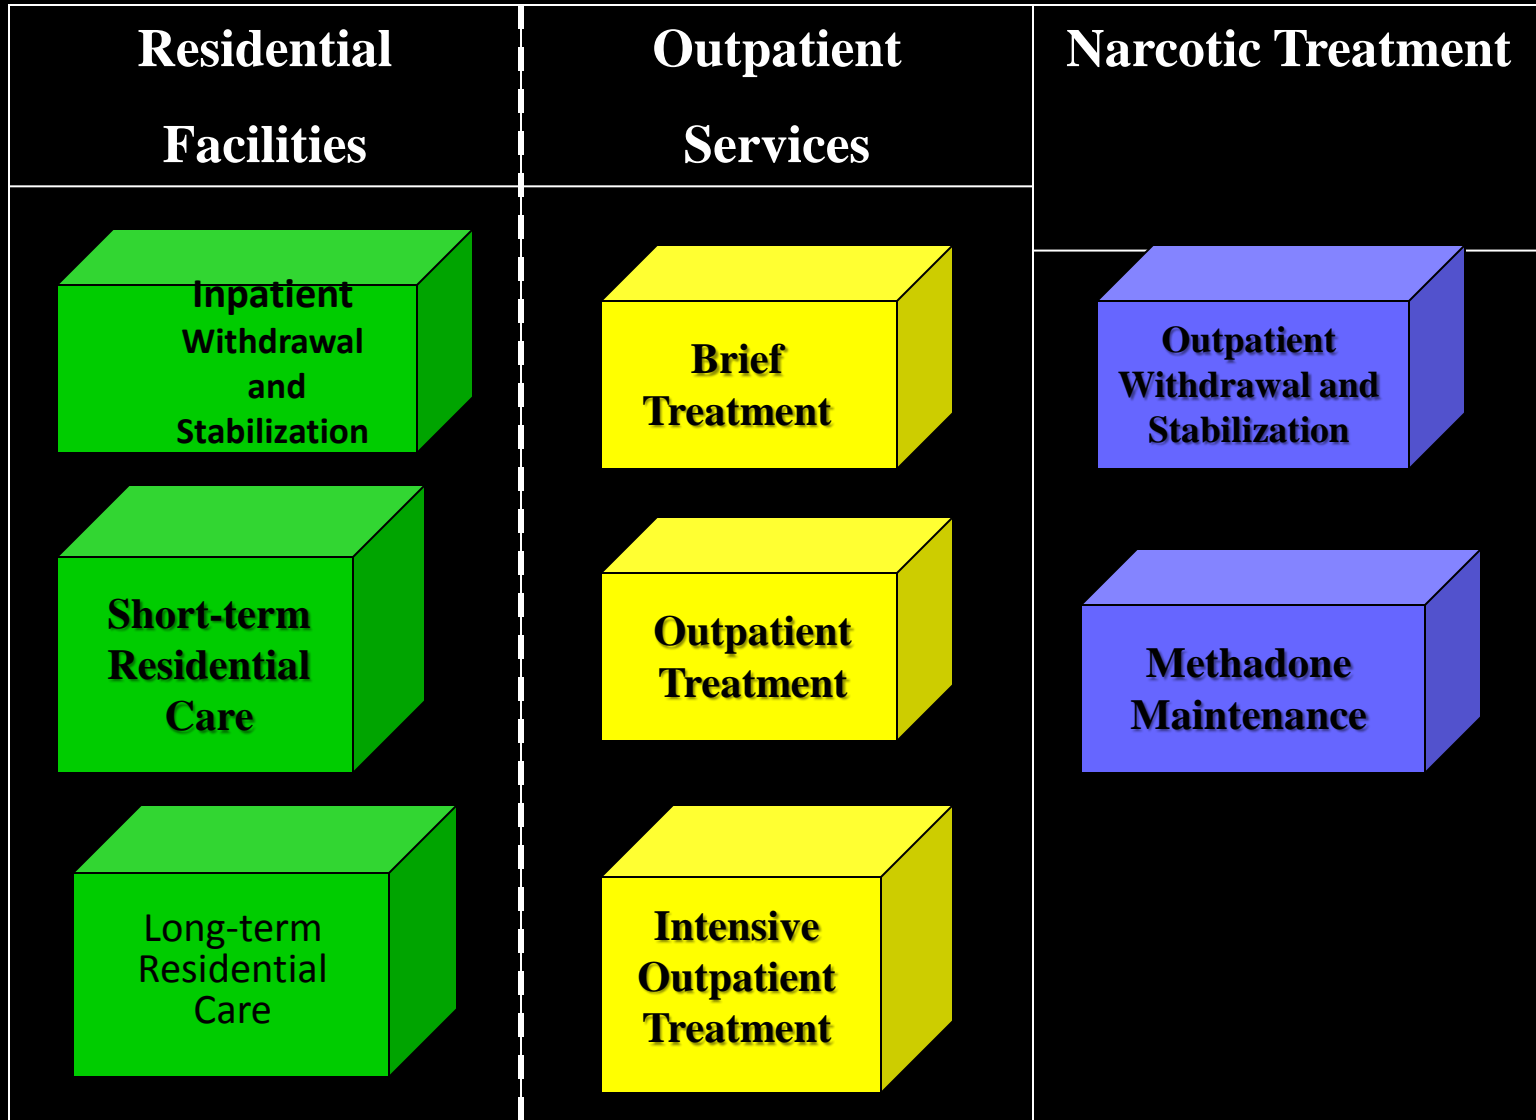 Residential
Facilities
Outpatient
Services
Narcotic Treatment
Inpatient
Withdrawal
and
Stabilization
Short-term
Residential
Care
Long-term
Residential
Care
Brief
Treatment
Outpatient
Treatment
Intensive
Outpatient
Treatment
Outpatient
Withdrawal and
Stabilization
Methadone
Maintenance